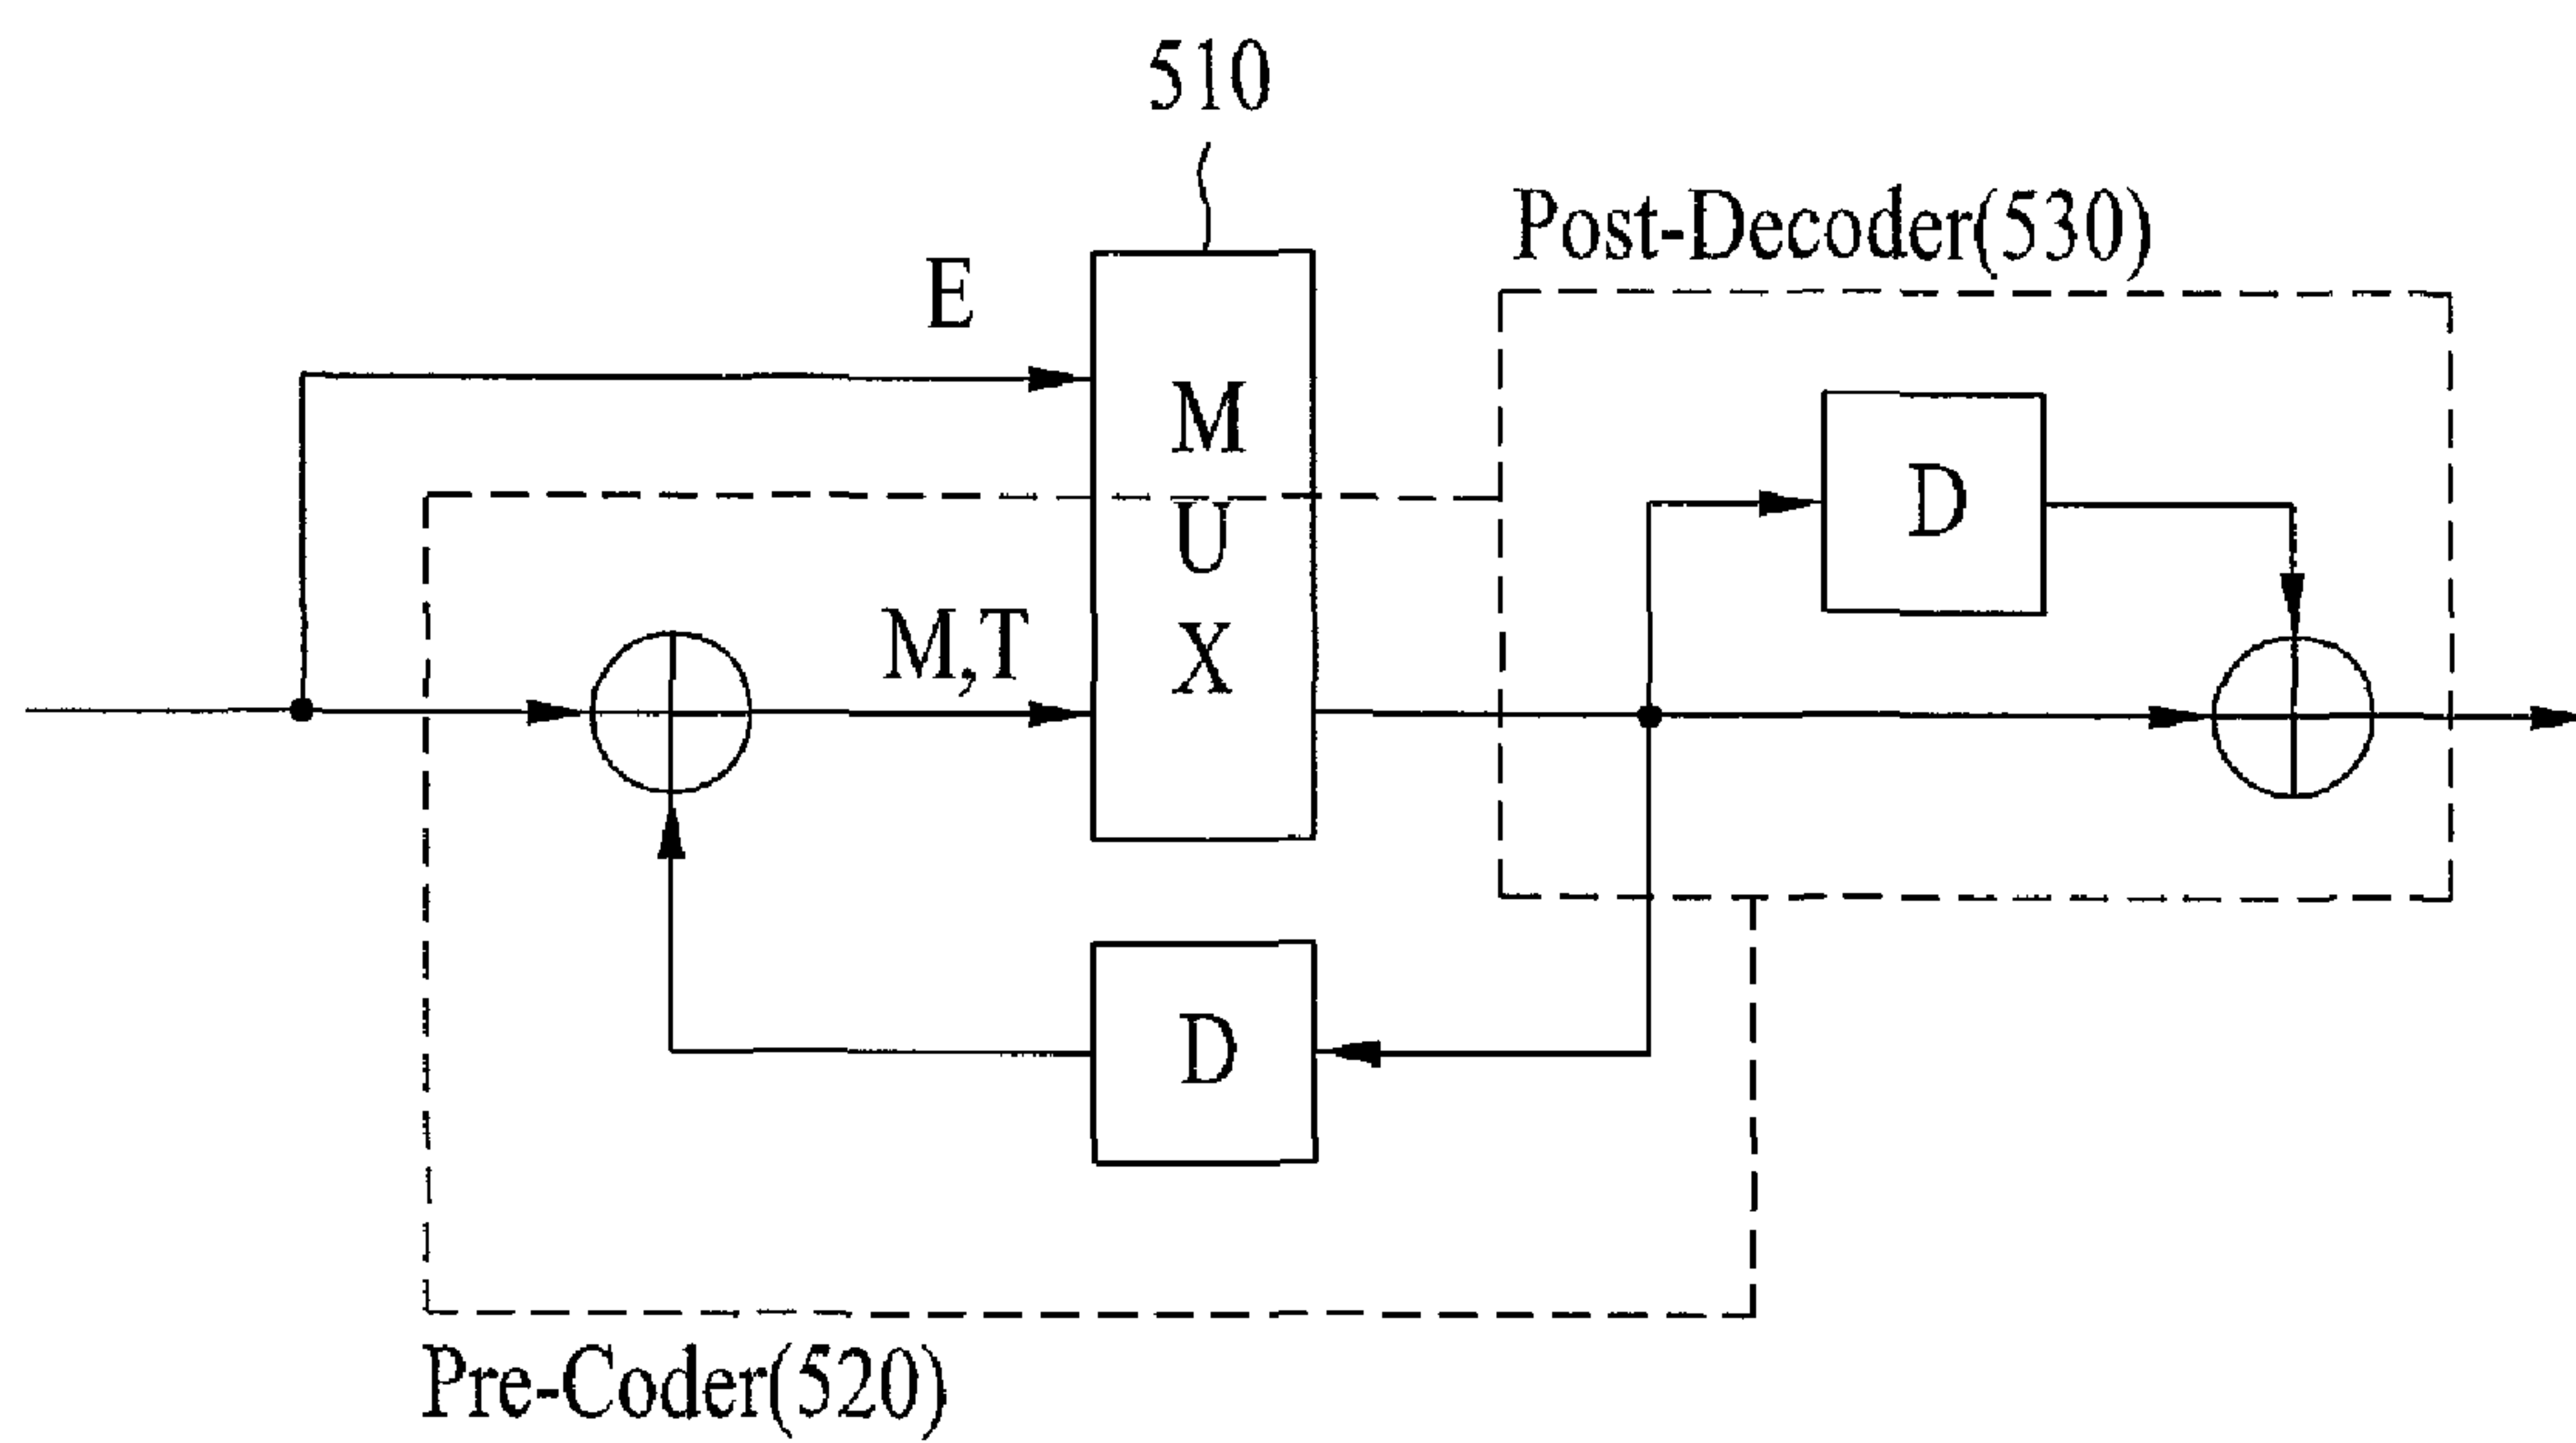 510
Post-Decoder(530)
E
M
U
X
D
M,T
D
Pre-Coder(520)